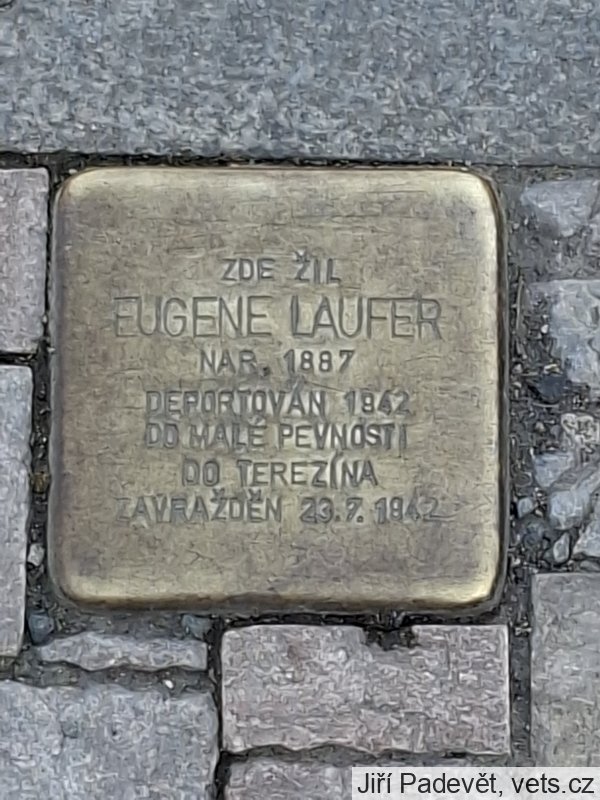 ZDE ŽIL
EUGENE LAUFER
NAR. 1887
DEPORTOVÁN 1942
DO MALÉ PEVNOSTI
DO TEREZÍNA
ZAVRAŽDĚN 23.7.1942
Jiří Padevět, vets.cz